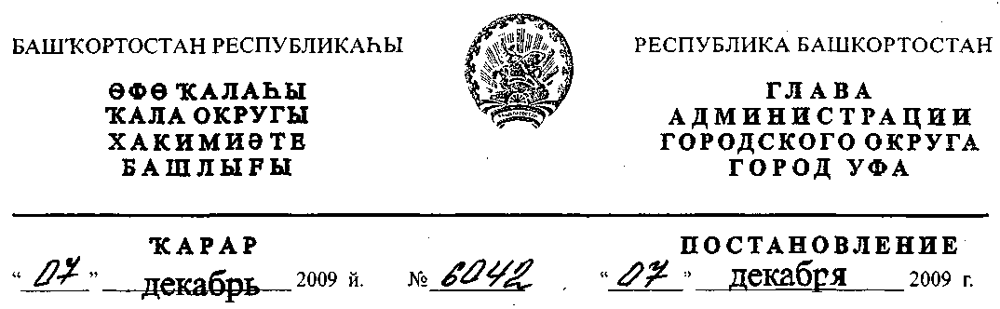 БАШҠОРТОСТАН РЕСПУБЛИКАҺЫ
ӨФӨ ҠАЛАҺЫ
ҠАЛА ОКРУГЫ
ХАКИМИӘТЕ
БАШЛЫҒЫ
РЕСПУБЛИКА БАШКОРТОСТАН
ГЛАВА
АДМИНИСТРАЦИИ
ГОРОДСКОГО ОКРУГА
ГОРОД УФА
ҠАРАР
ПОСТАНОВЛЕНИЕ
“ 07 ” декабрь 2009 й. № 6042 “ 07 ” декабря 2009 г.